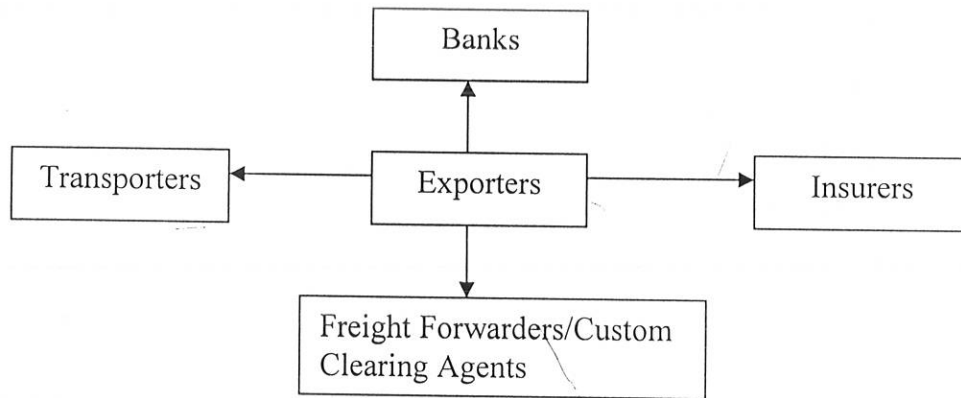 Banks
Transporters
Exporters
Insurers
Freight Forwarders/Custom
Clearing Agents